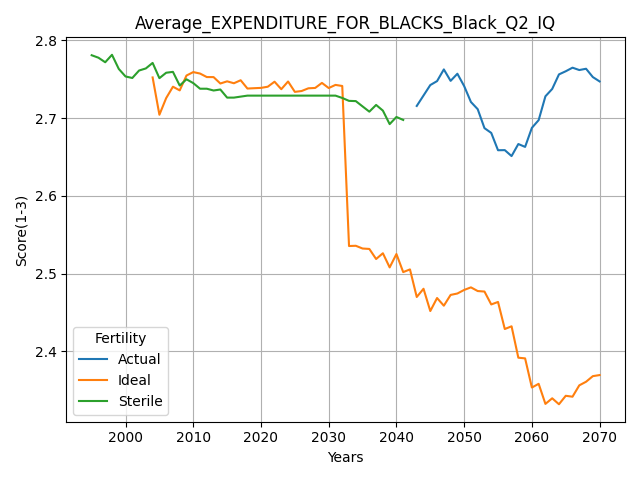 Average_EXPENDITURE_FOR_BLACKS_Black_Q2_IQ
2.8
2.7
2.6
2.5
2.4
Score(1-3)
Fertility
Actual
Ideal
Sterile
2000 2010 2020 2030 2040 2050 2060 2070
Years